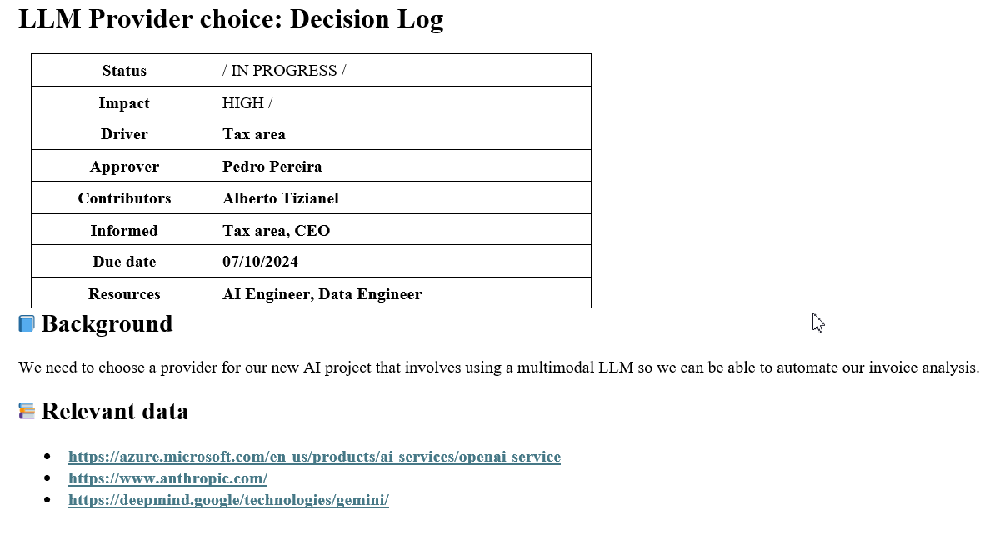 LLM Provider choice: Decision Log
Status / IN PROGRESS /
Impact HIGH /
Driver Tax area
Approver Pedro Pereira
Contributors Alberto Tizianel
Informed Tax area, CEO
Due date 07/10/2024
Resources AI Engineer, Data Engineer
Background
We need to choose a provider for our new AI project that involves using a multimodal LLM so we can be able to automate our invoice analysis.
Relevant data
https://azure.microsoft.com/en-us/products/ai-services/openai-service
https://www.anthropic.com/
https://deepmind.google/technologies/gemini/